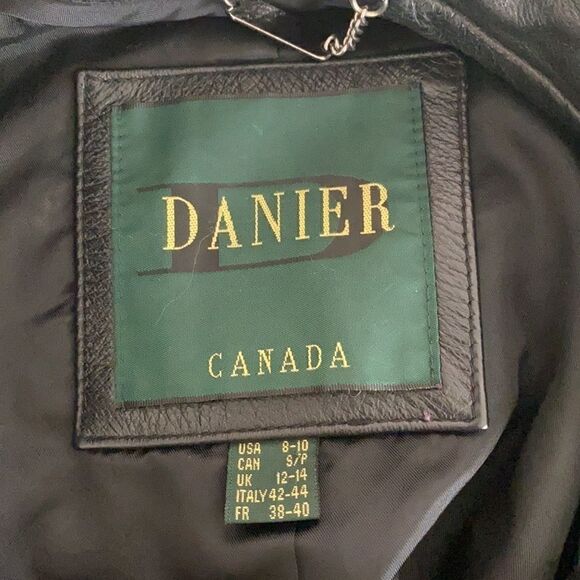 DANIER
CANADA
USA 8-10
CAN S/P
UK 12-14
ITALY 42-44
FR 38-40